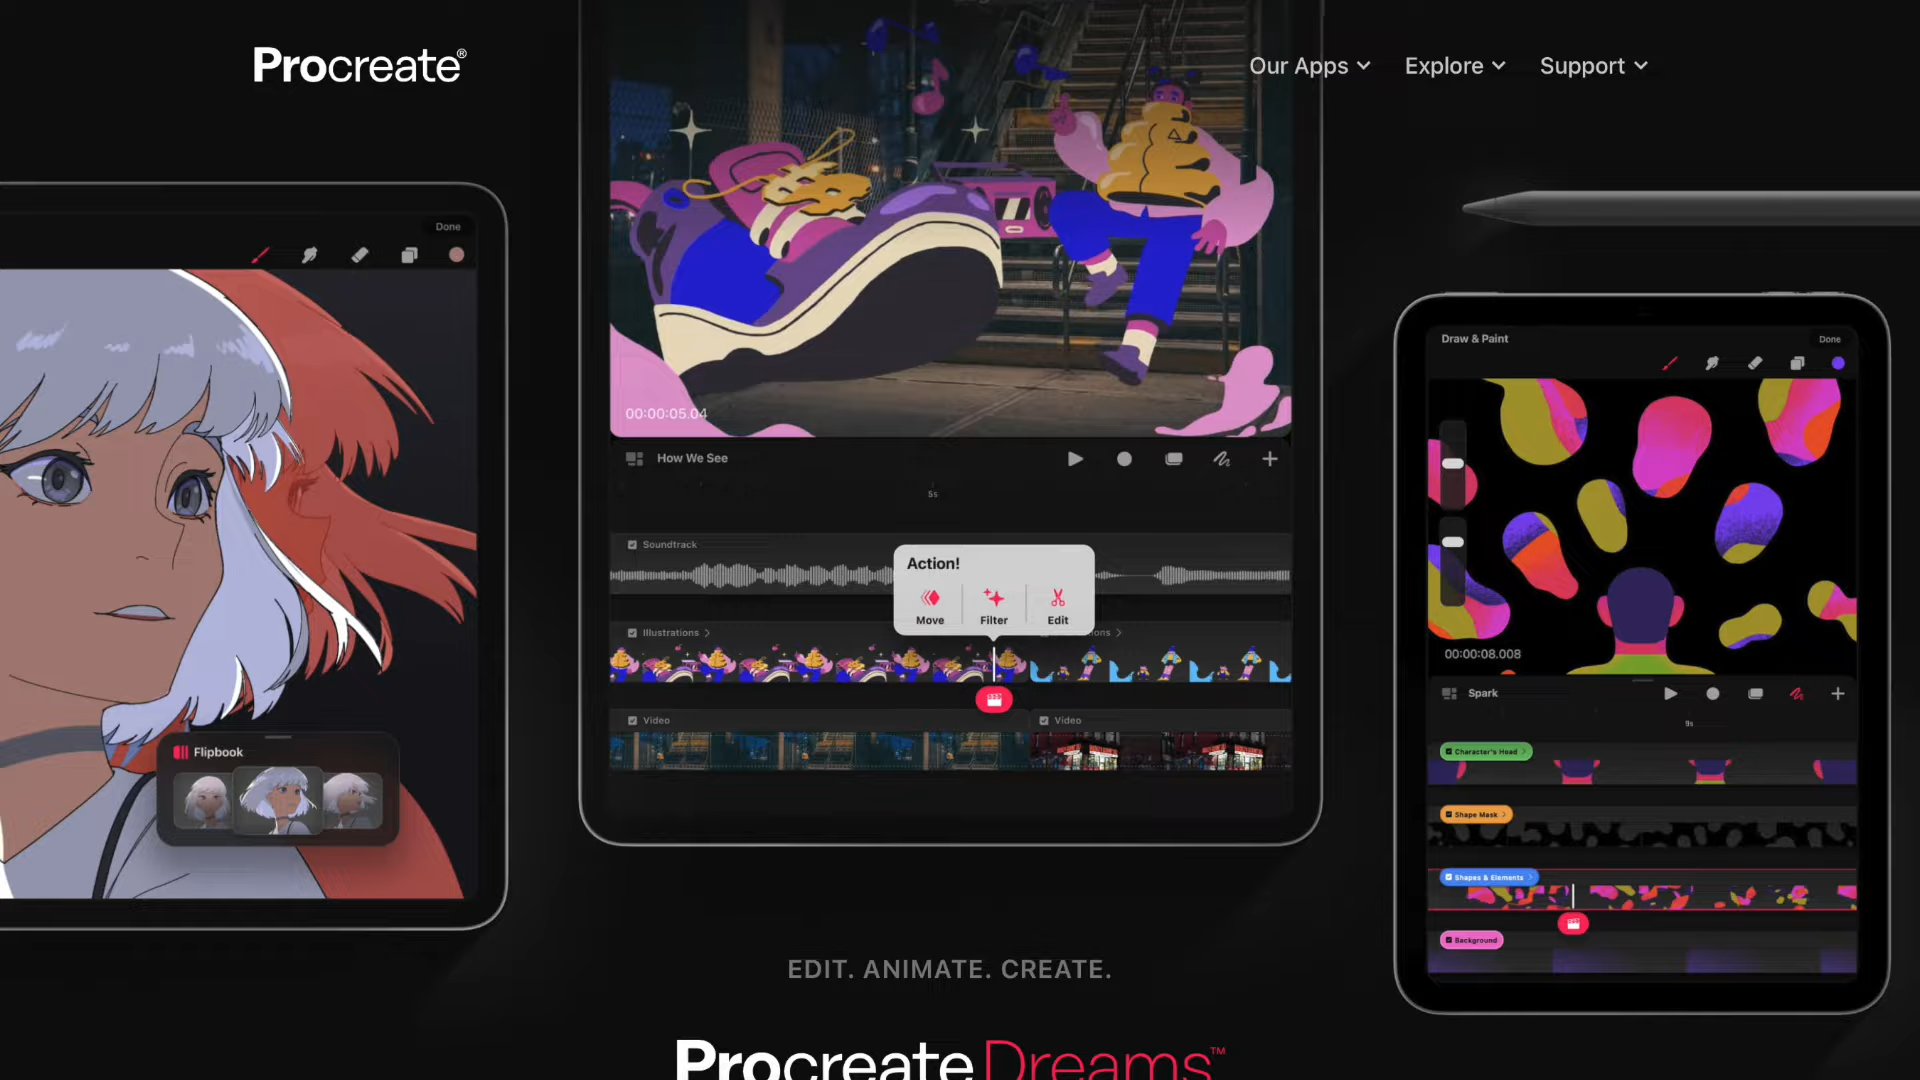 Procreate®
Our Apps
Explore
Support
Done
Flipbook
00:00:05.04
How We See
5s
Soundtrack
Action!
Move
Filter
Edit
Illustrations
Video
Video
Draw & Paint
Done
00:00:08.008
Spark
9s
Character's Head
Shape Mask
Shapes & Elements
Background
EDIT. ANIMATE. CREATE.
Procreate Dreams™